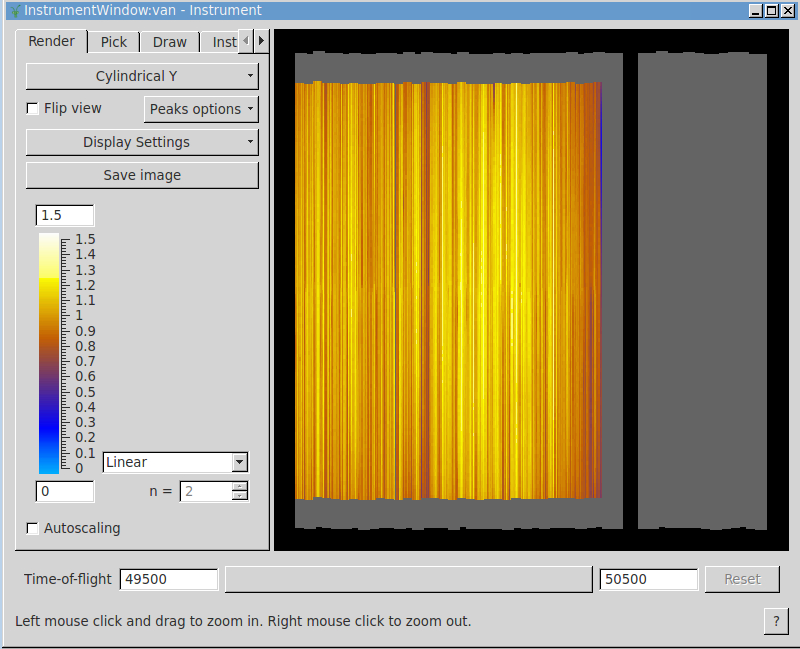 InstrumentWindow:van - Instrument
Render Pick Draw Inst
Cylindrical Y
Flip view Peaks options
Display Settings
Save image
1.5
1.5
1.4
1.3
1.2
1.1
1
0.9
0.8
0.7
0.6
0.5
0.4
0.3
0.2
0.1
0
Linear
0 n = 2
Autoscaling
Time-of-flight 49500 50500 Reset
Left mouse click and drag to zoom in. Right mouse click to zoom out. ?